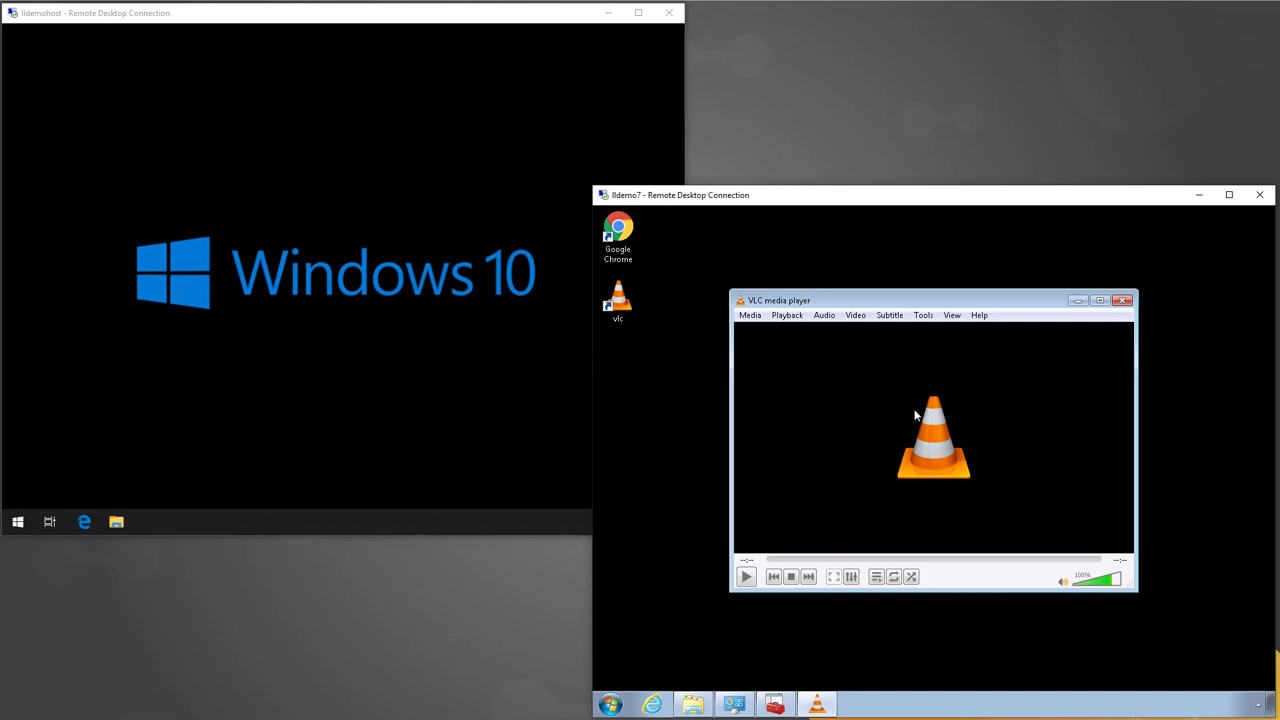 lldemohost - Remote Desktop Connection
Windows 10
lldemo7 - Remote Desktop Connection
Google
Chrome
vlc
VLC media player
Media Playback Audio Video Subtitle Tools View Help
--:-- --:--
100%